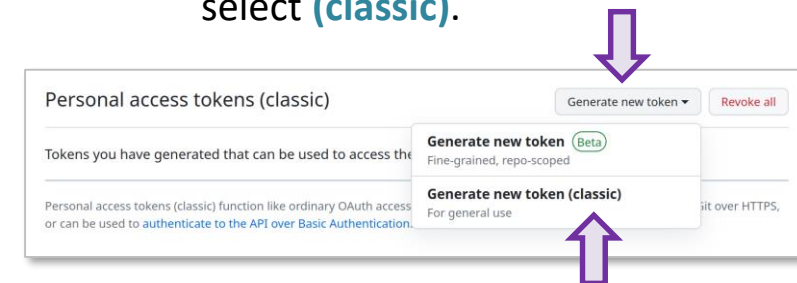 select (classic).
Personal access tokens (classic)
Generate new token
Revoke all
Tokens you have generated that can be used to access the
Generate new token Beta
Fine-grained, repo-scoped
Generate new token (classic)
For general use
Personal access tokens (classic) function like ordinary OAuth access
Git over HTTPS,
or can be used to authenticate to the API over Basic Authentication.